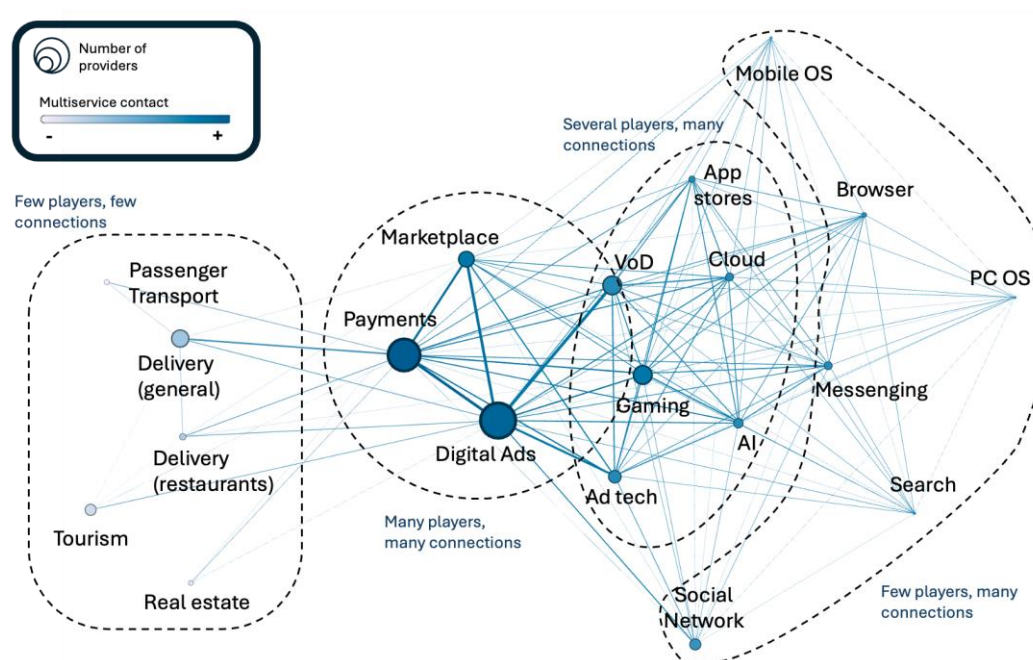 Number of
providers
Multiservice contact
-
+
Few players, few
connections
Passenger
Transport
Delivery
(general)
Delivery
(restaurants)
Tourism
Real estate
Marketplace
Payments
Digital Ads
Many players,
many connections
Several players, many
connections
App
stores
VoD
Cloud
Gaming
AI
Ad tech
Mobile OS
Browser
PC OS
Messenging
Search
Social
Network
Few players, many
connections